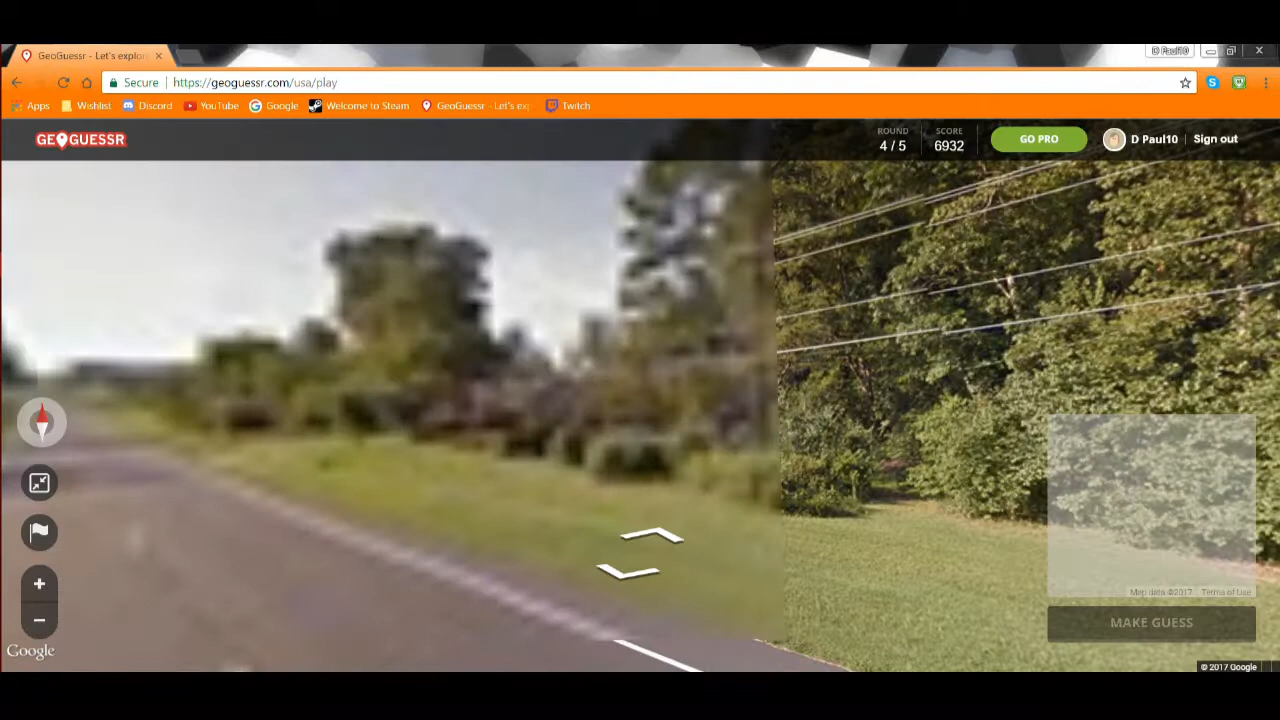 GeoGuessr - Let's explor
D Paul10
Secure | https://geoguessr.com/usa/play
Apps Wishlist Discord YouTube Google Welcome to Steam GeoGuessr - Let's exp Twitch
GEOGUESSR
ROUND
4 / 5
SCORE
6932
GO PRO
D Paul10
Sign out
Map data ©2017 Terms of Use
MAKE GUESS
Google
© 2017 Google